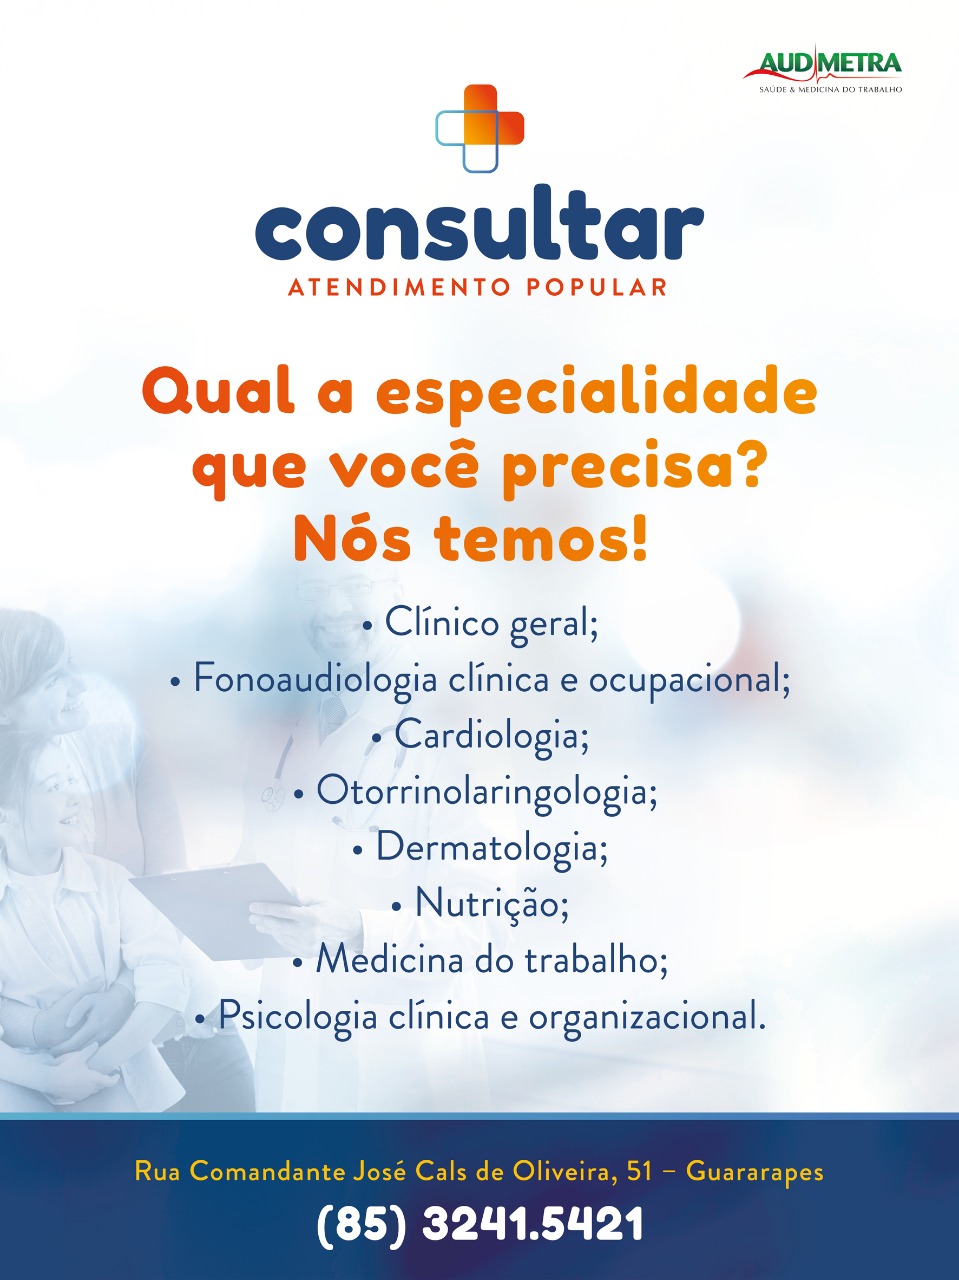 AUDIMETRA
SAÚDE & MEDICINA DO TRABALHO
consultar
ATENDIMENTO POPULAR
Qual a especialidade
que você precisa?
Nós temos!
• Clínico geral;
• Fonoaudiologia clínica e ocupacional;
• Cardiologia;
• Otorrinolaringologia;
• Dermatologia;
• Nutrição;
• Medicina do trabalho;
• Psicologia clínica e organizacional.
Rua Comandante José Cals de Oliveira, 51 – Guararapes
(85) 3241.5421